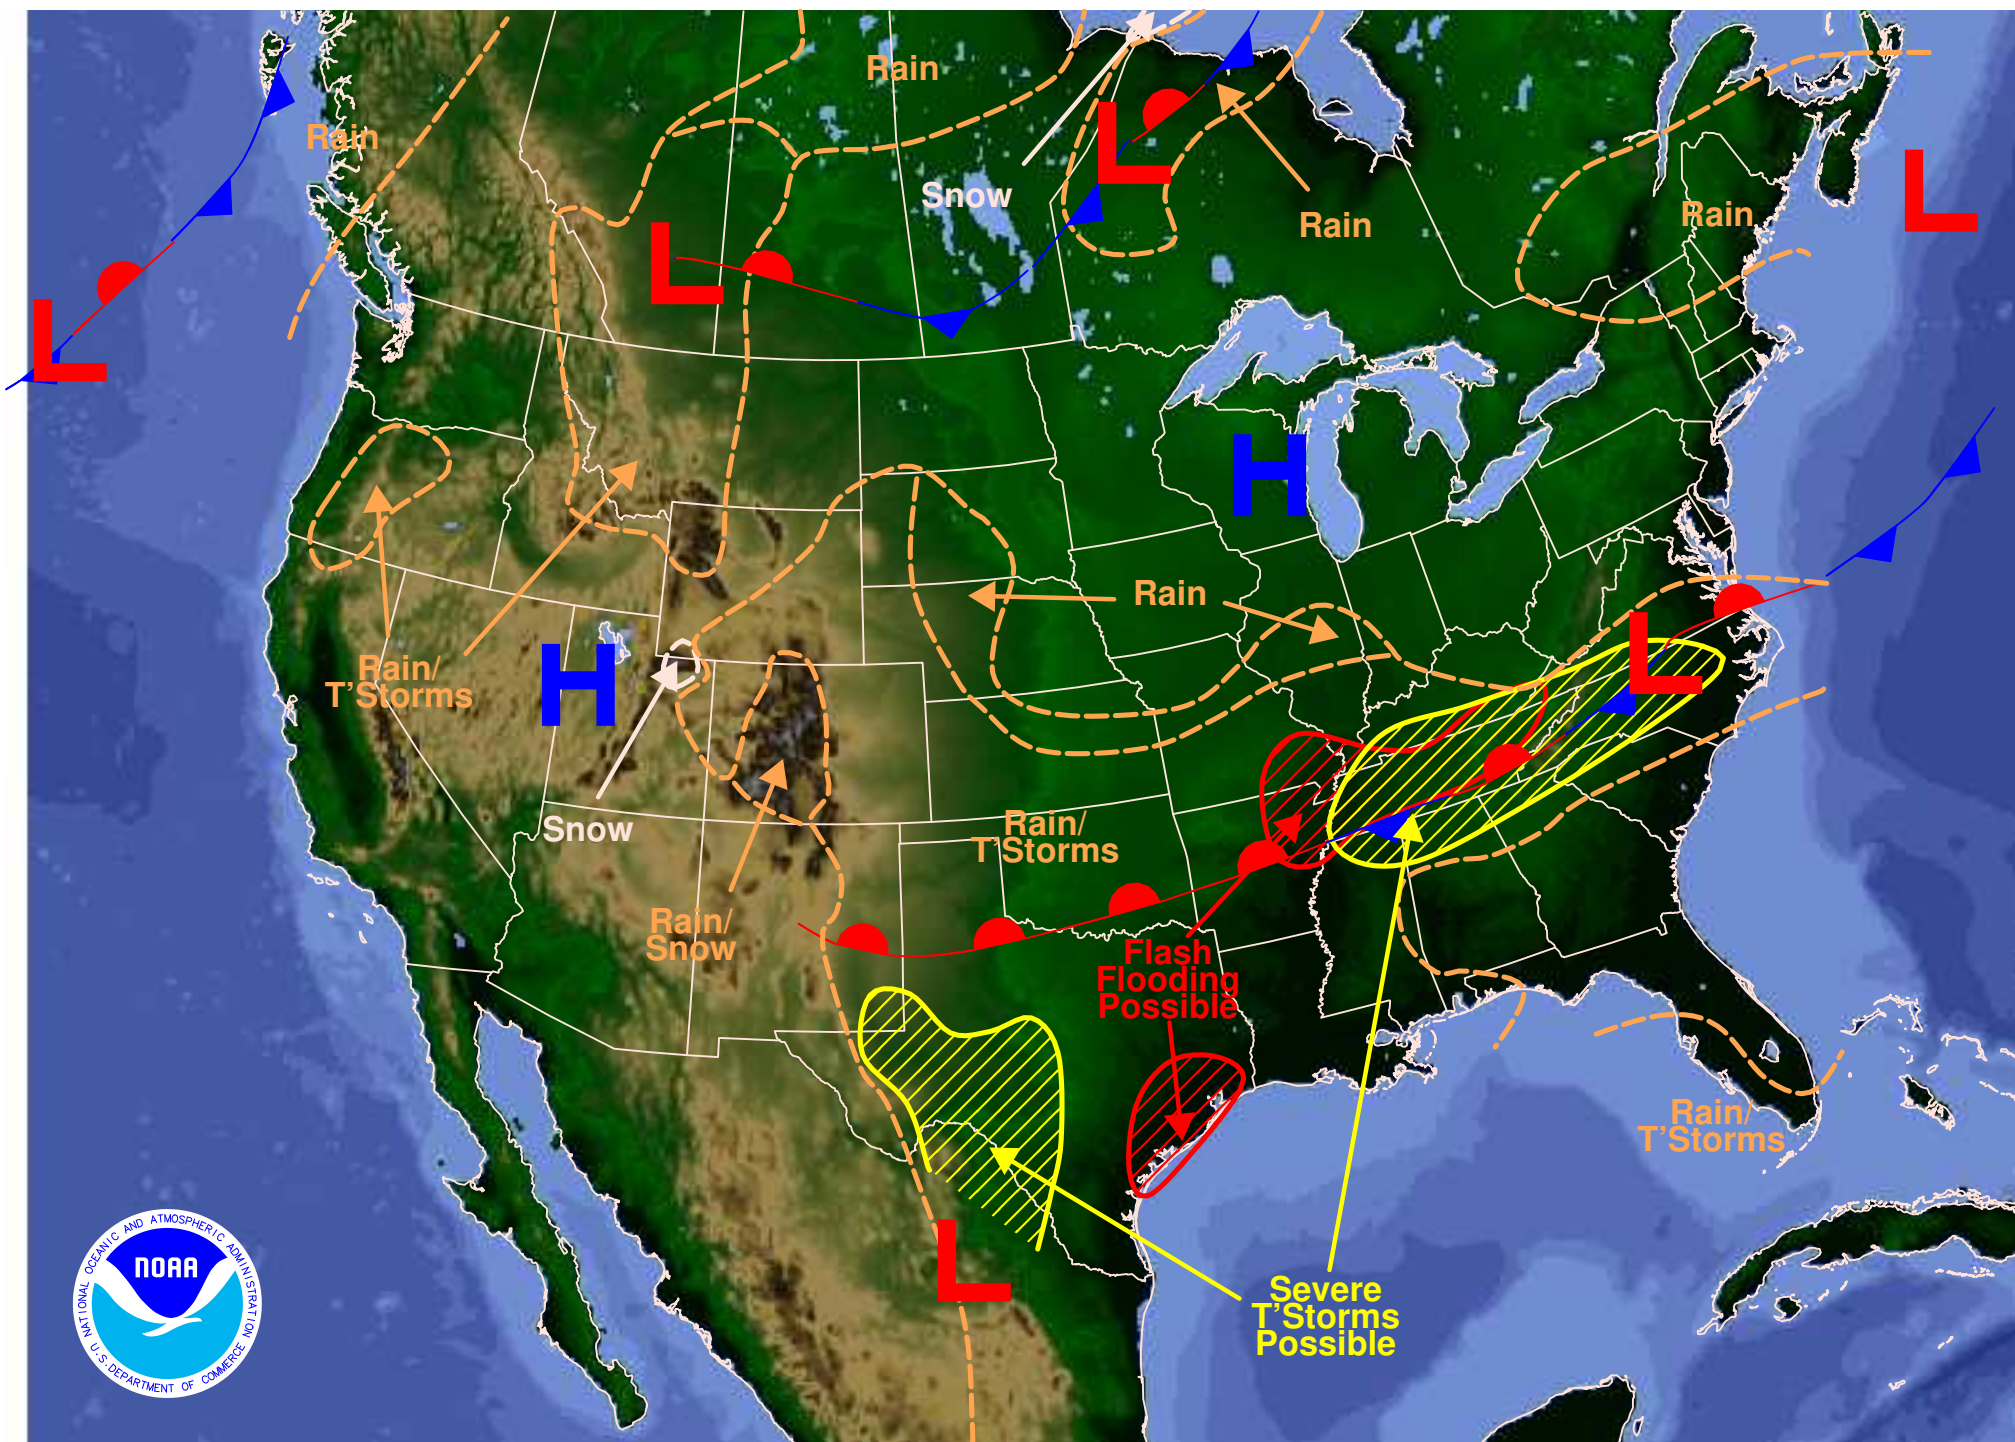 Rain
Rain
Snow
L
Rain
Rain
L
L
L
H
Rain
Rain/
T'Storms
H
L
Snow
Rain/
T'Storms
Rain/
Snow
Flash
Flooding
Possible
Rain/
T'Storms
L
Severe
T'Storms
Possible
NATIONAL OCEANIC AND ATMOSPHERIC ADMINISTRATION
NOAA
U.S. DEPARTMENT OF COMMERCE